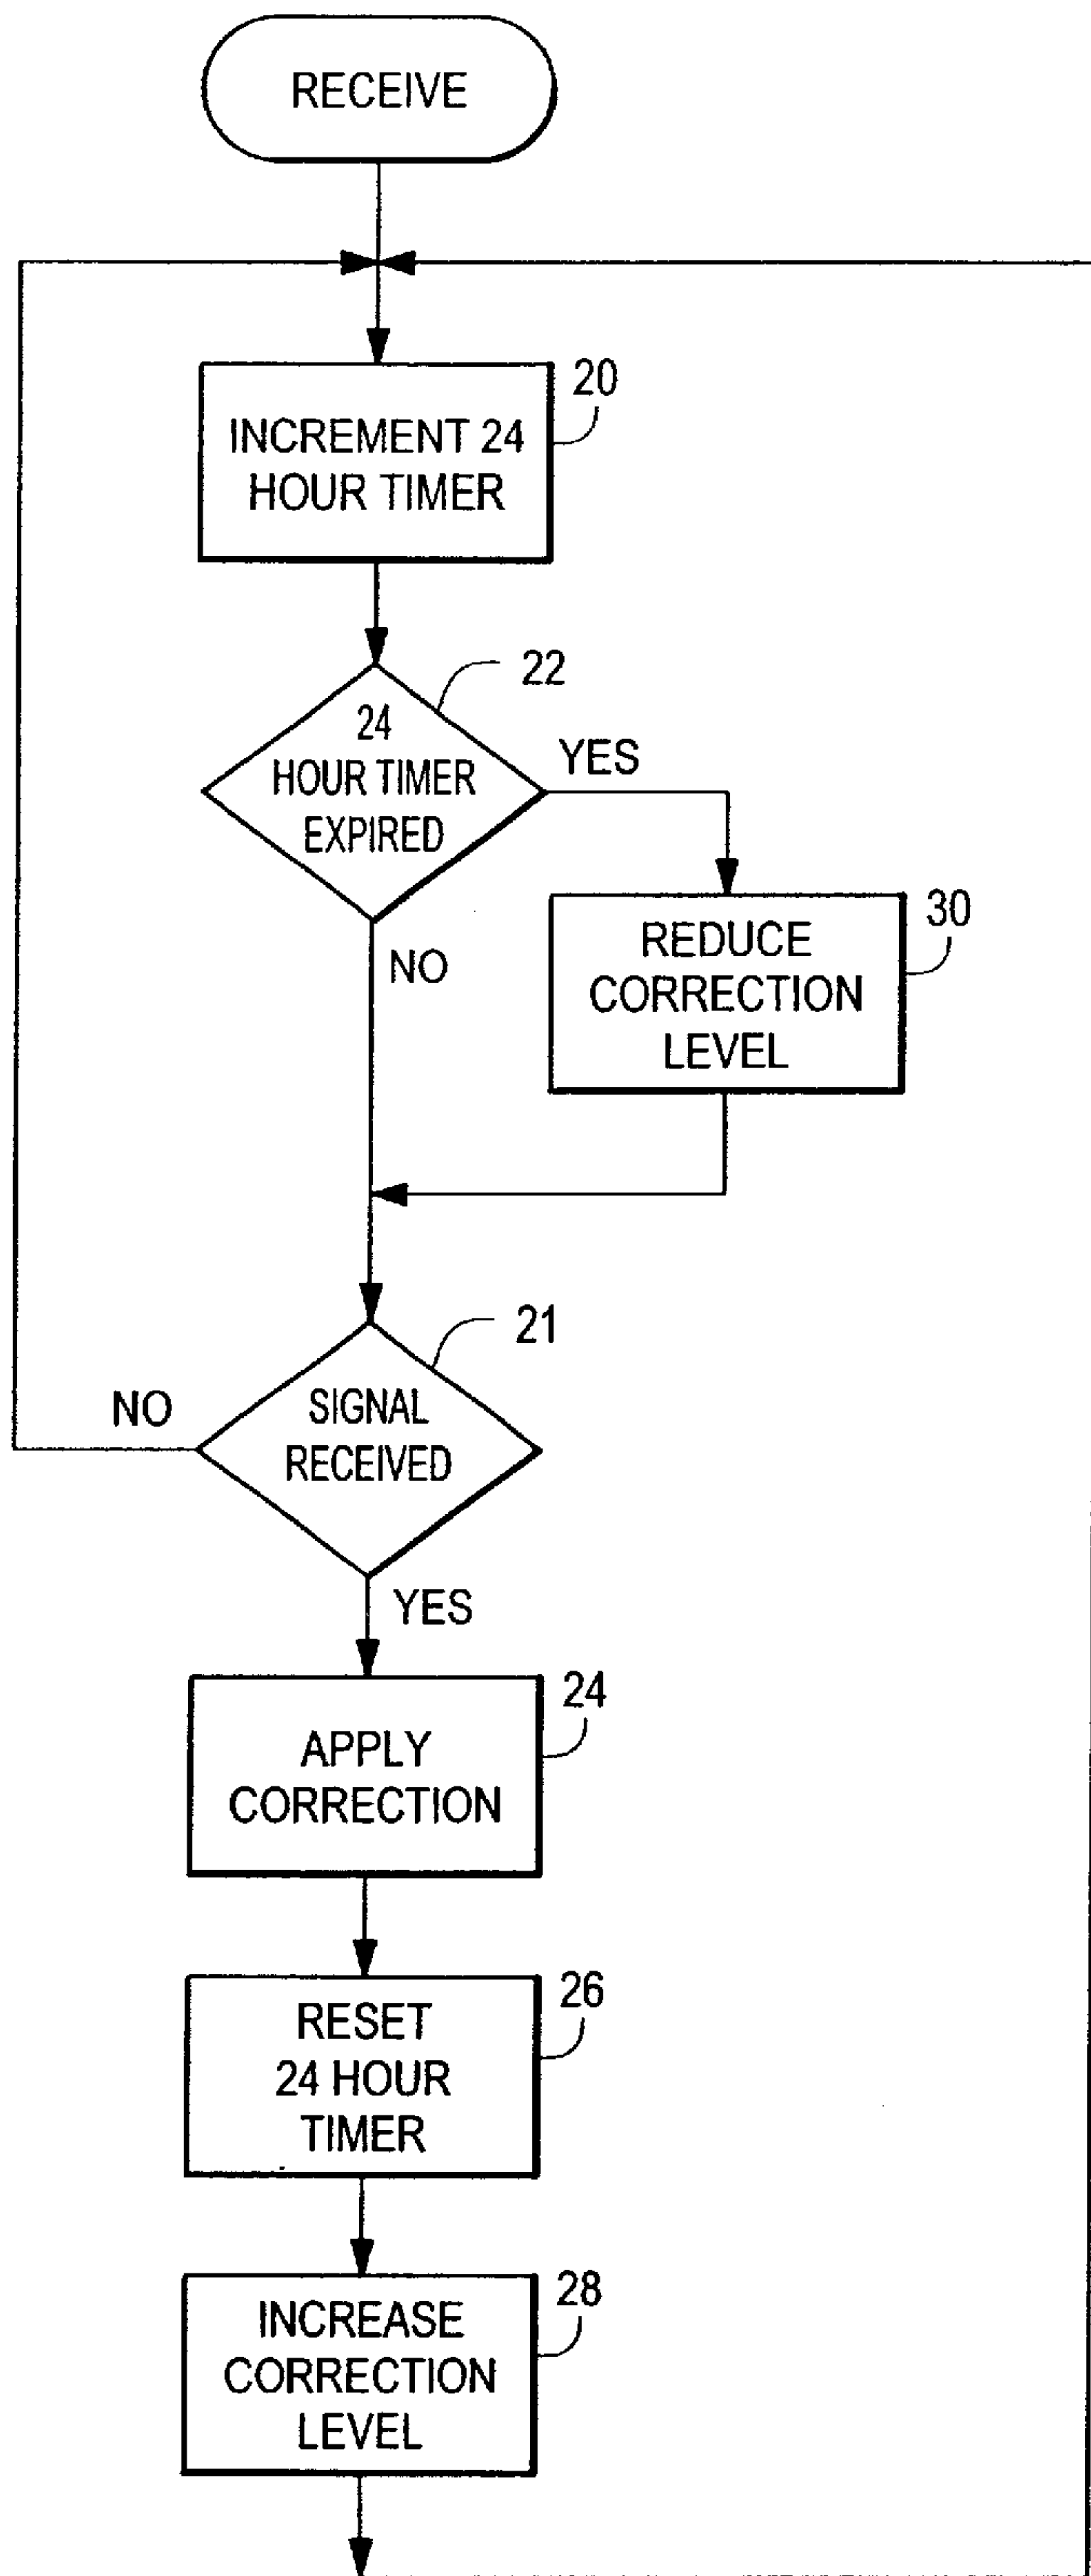 RECEIVE
20
INCREMENT 24
HOUR TIMER
22
24
HOUR TIMER
EXPIRED
YES
NO
30
REDUCE
CORRECTION
LEVEL
21
SIGNAL
RECEIVED
NO
YES
24
APPLY
CORRECTION
26
RESET
24 HOUR
TIMER
28
INCREASE
CORRECTION
LEVEL